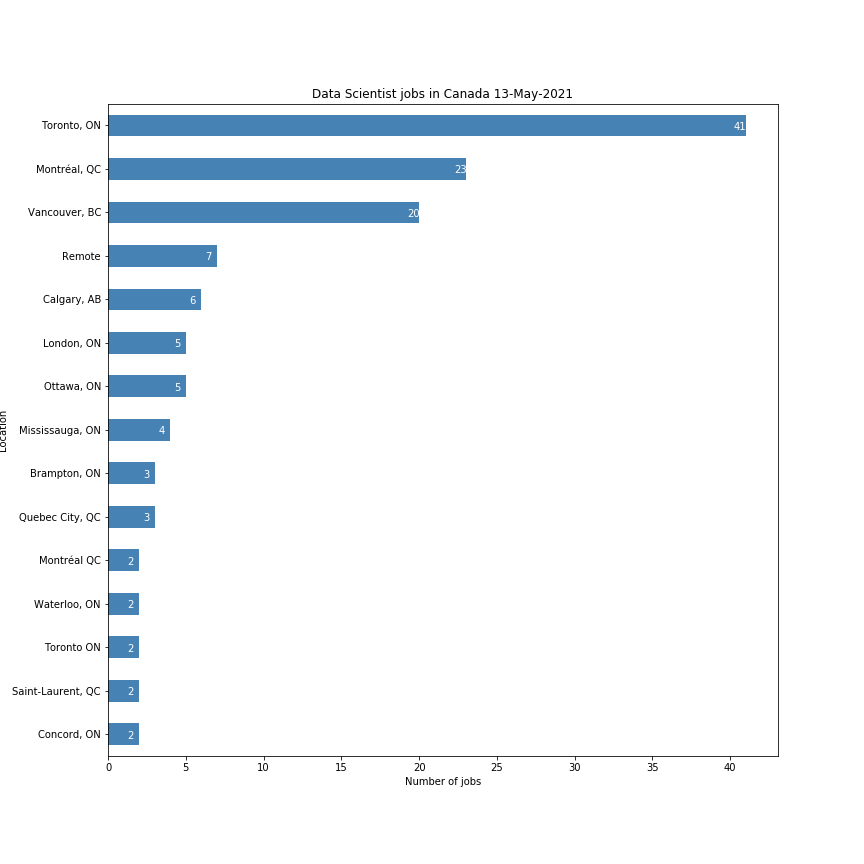 Data Scientist jobs in Canada 13-May-2021
Toronto, ON 41
Montréal, QC 23
Vancouver, BC 20
Remote 7
Calgary, AB 6
London, ON 5
Ottawa, ON 5
Mississauga, ON 4
Brampton, ON 3
Quebec City, QC 3
Montréal QC 2
Waterloo, ON 2
Toronto ON 2
Saint-Laurent, QC 2
Concord, ON 2
Location
0 5 10 15 20 25 30 35 40
Number of jobs